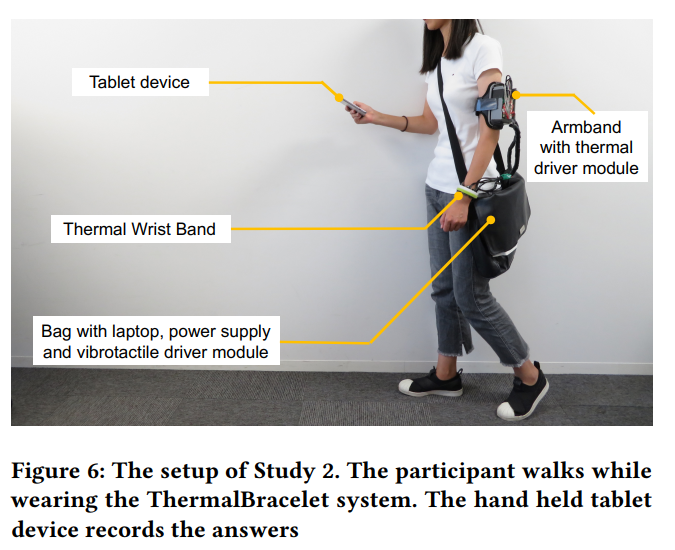 Tablet device
Armband
with thermal
driver module
Thermal Wrist Band
Bag with laptop, power supply
and vibrotactile driver module
Figure 6: The setup of Study 2. The participant walks while
wearing the ThermalBracelet system. The hand held tablet
device records the answers